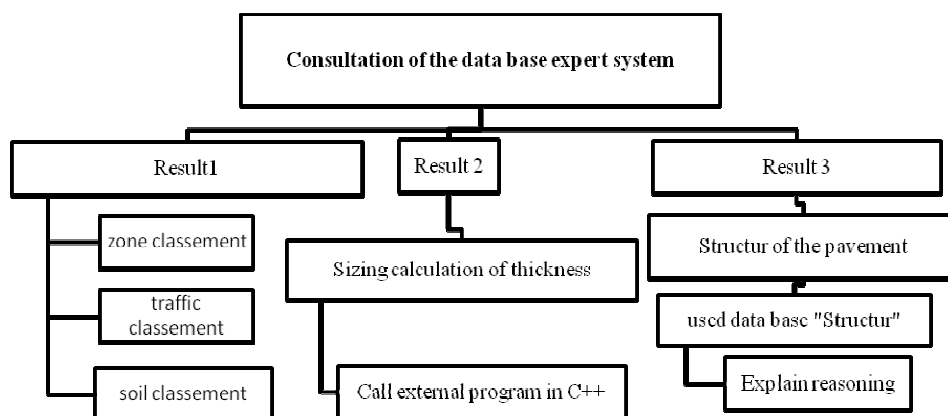 Consultation of the data base expert system
Result1
Result 2
Result 3
zone classement
traffic
classement
soil classement
Sizing calculation of thickness
Call external program in C++
Structur of the pavement
used data base "Structur"
Explain reasoning